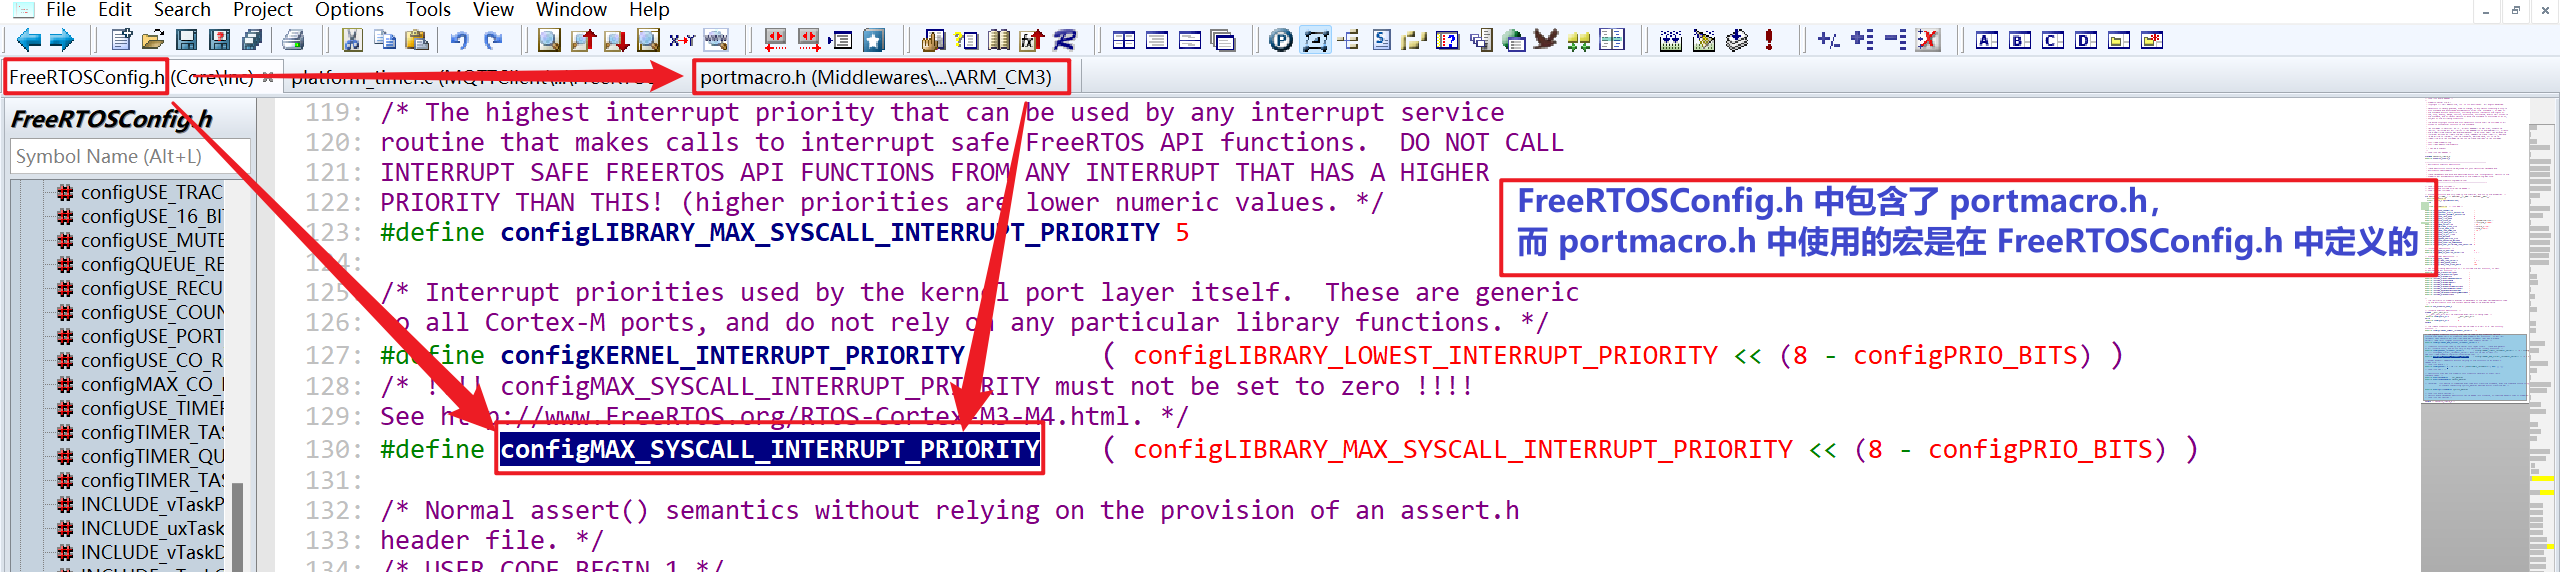 File Edit Search Project Options Tools View Window Help
FreeRTOSConfig.h (Core\Inc) platform_timer.c portmacro.h (Middlewares\...\ARM_CM3)
FreeRTOSConfig.h
Symbol Name (Alt+L)
configUSE_TRAC
configUSE_16_BI
configUSE_MUTE
configQUEUE_RE
configUSE_RECU
configUSE_COUN
configUSE_PORT
configUSE_CO_R
configMAX_CO_
configUSE_TIMER
configTIMER_TAS
configTIMER_QU
configTIMER_TAS
INCLUDE_vTaskP
INCLUDE_uxTask
INCLUDE_vTaskD
119: /* The highest interrupt priority that can be used by any interrupt service
120: routine that makes calls to interrupt safe FreeRTOS API functions.  DO NOT CALL
121: INTERRUPT SAFE FREERTOS API FUNCTIONS FROM ANY INTERRUPT THAT HAS A HIGHER
122: PRIORITY THAN THIS! (higher priorities are lower numeric values. */
123: #define configLIBRARY_MAX_SYSCALL_INTERRUPT_PRIORITY 5
124:
125: /* Interrupt priorities used by the kernel port layer itself.  These are generic
126: to all Cortex-M ports, and do not rely on any particular library functions. */
127: #define configKERNEL_INTERRUPT_PRIORITY ( configLIBRARY_LOWEST_INTERRUPT_PRIORITY << (8 - configPRIO_BITS) )
128: /* !!!! configMAX_SYSCALL_INTERRUPT_PRIORITY must not be set to zero !!!!
129: See http://www.FreeRTOS.org/RTOS-Cortex-M3-M4.html. */
130: #define configMAX_SYSCALL_INTERRUPT_PRIORITY ( configLIBRARY_MAX_SYSCALL_INTERRUPT_PRIORITY << (8 - configPRIO_BITS) )
131:
132: /* Normal assert() semantics without relying on the provision of an assert.h
133: header file. */
134: /* USER CODE BEGIN 1 */
FreeRTOSConfig.h 中包含了 portmacro.h，
而 portmacro.h 中使用的宏是在 FreeRTOSConfig.h 中定义的